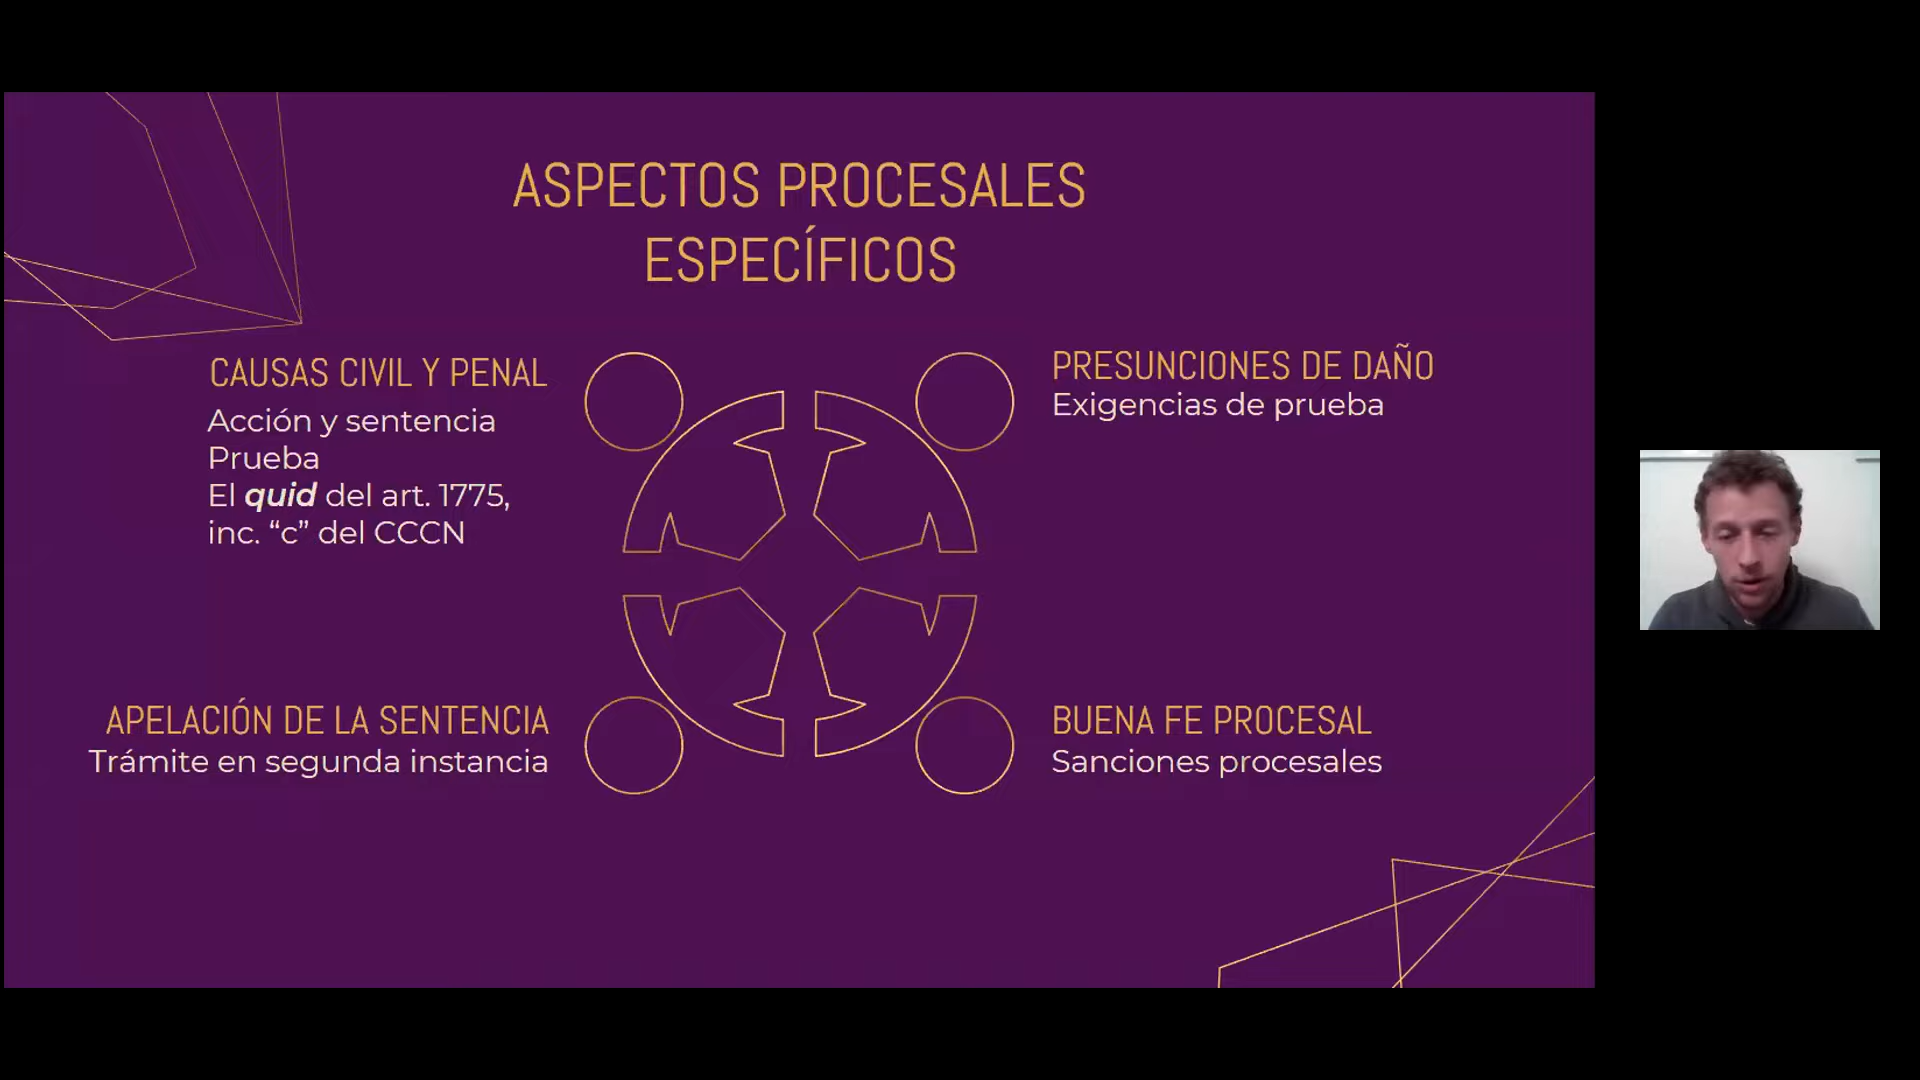 ASPECTOS PROCESALES
ESPECÍFICOS
CAUSAS CIVIL Y PENAL
Acción y sentencia
Prueba
El quid del art. 1775,
inc. “c” del CCCN
PRESUNCIONES DE DAÑO
Exigencias de prueba
APELACIÓN DE LA SENTENCIA
Trámite en segunda instancia
BUENA FE PROCESAL
Sanciones procesales